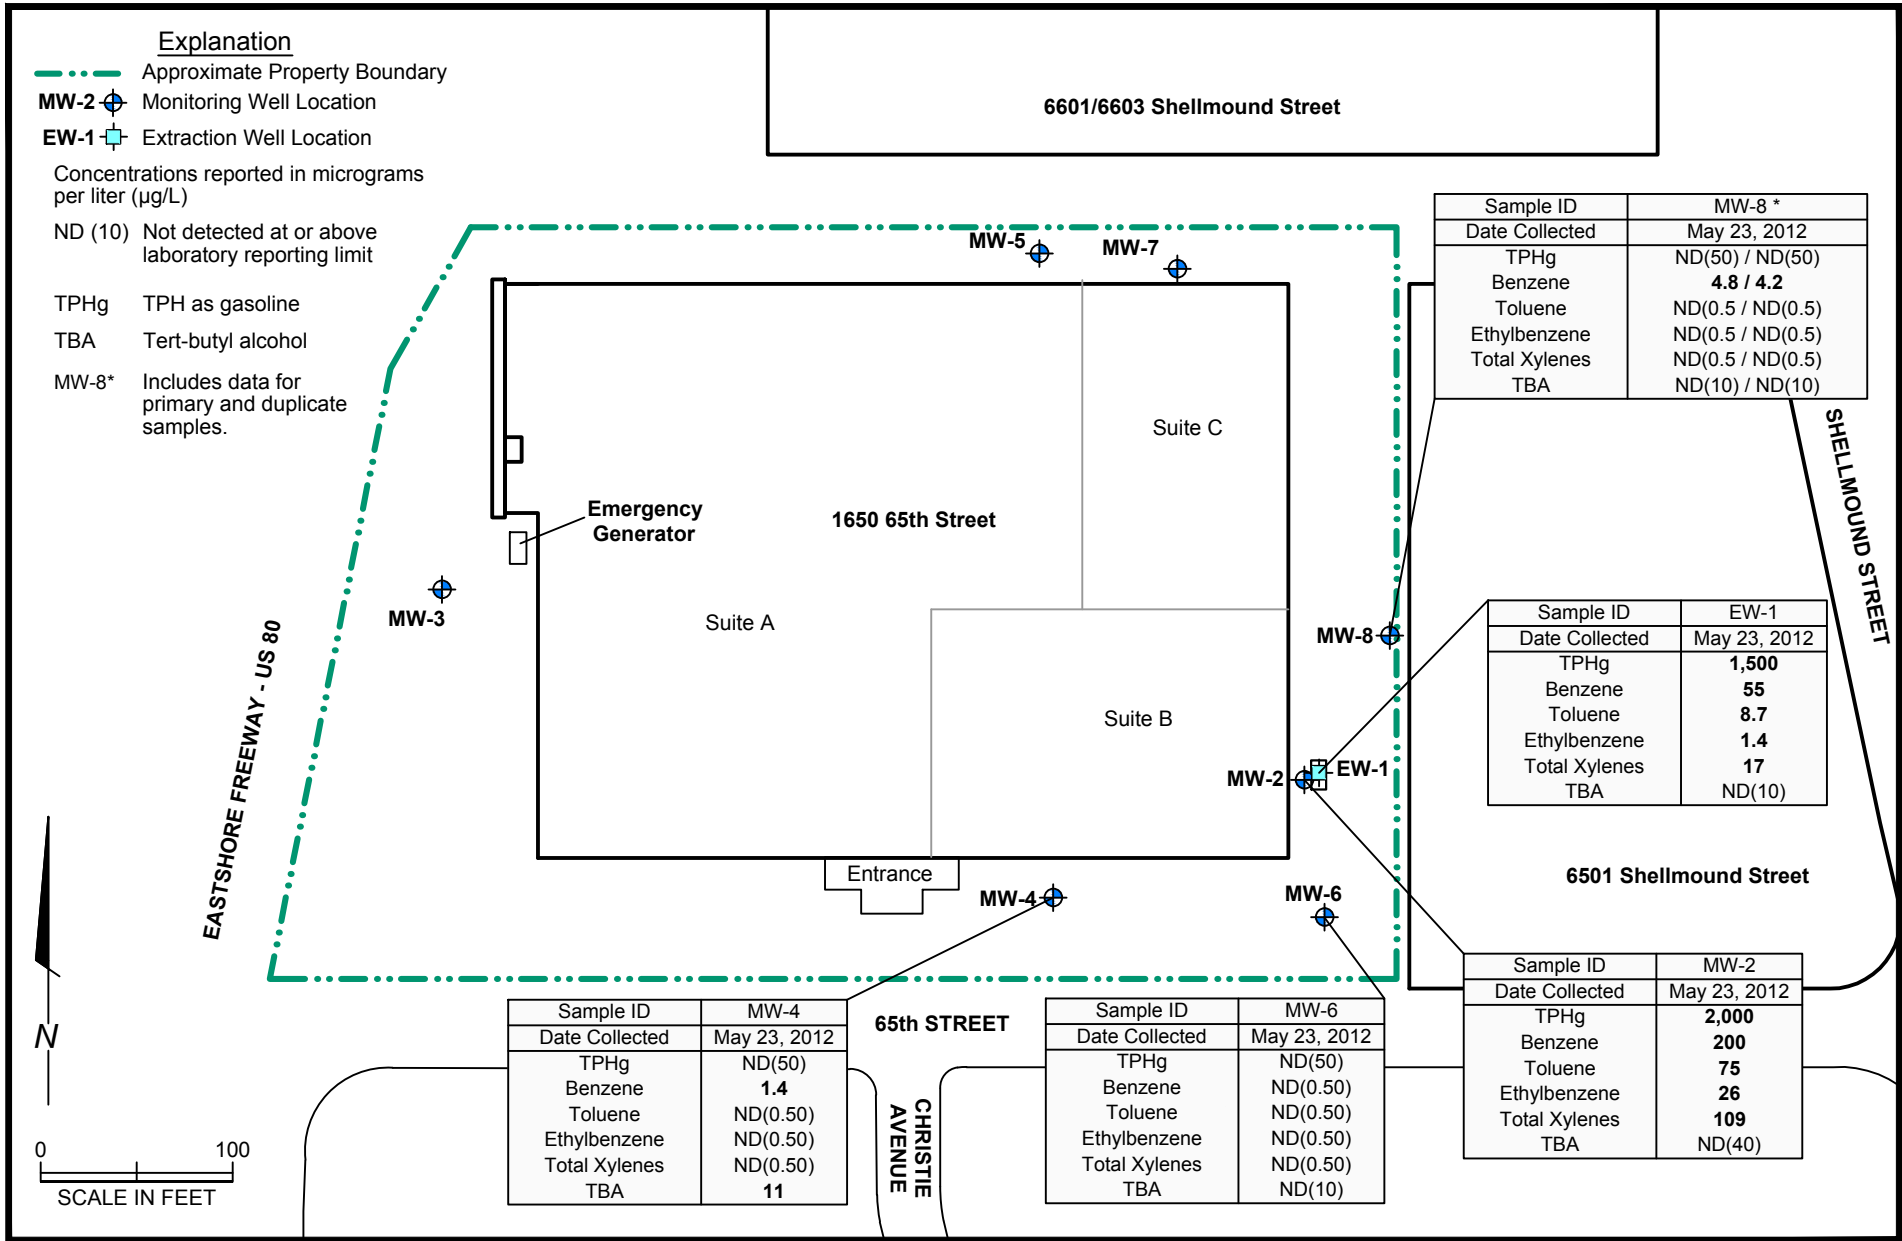 Explanation
Approximate Property Boundary
MW-2 Monitoring Well Location
EW-1 Extraction Well Location
Concentrations reported in micrograms
per liter (µg/L)
ND (10) Not detected at or above
laboratory reporting limit
TPHg TPH as gasoline
TBA Tert-butyl alcohol
MW-8* Includes data for
primary and duplicate
samples.
6601/6603 Shellmound Street
MW-5
MW-7
Sample ID MW-8 *
Date Collected May 23, 2012
TPHg ND(50) / ND(50)
Benzene 4.8 / 4.2
Toluene ND(0.5 / ND(0.5)
Ethylbenzene ND(0.5 / ND(0.5)
Total Xylenes ND(0.5 / ND(0.5)
TBA ND(10) / ND(10)
SHELLMOUND STREET
Suite C
Emergency
Generator
1650 65th Street
MW-3
Suite A
MW-8
EASTSHORE FREEWAY - US 80
Sample ID EW-1
Date Collected May 23, 2012
TPHg 1,500
Benzene 55
Toluene 8.7
Ethylbenzene 1.4
Total Xylenes 17
TBA ND(10)
Suite B
MW-2
EW-1
Entrance
MW-4
MW-6
6501 Shellmound Street
Sample ID MW-2
Date Collected May 23, 2012
TPHg 2,000
Benzene 200
Toluene 75
Ethylbenzene 26
Total Xylenes 109
TBA ND(40)
Sample ID MW-4
Date Collected May 23, 2012
TPHg ND(50)
Benzene 1.4
Toluene ND(0.50)
Ethylbenzene ND(0.50)
Total Xylenes ND(0.50)
TBA 11
65th STREET
CHRISTIE
AVENUE
Sample ID MW-6
Date Collected May 23, 2012
TPHg ND(50)
Benzene ND(0.50)
Toluene ND(0.50)
Ethylbenzene ND(0.50)
Total Xylenes ND(0.50)
TBA ND(10)
N
0 100
SCALE IN FEET